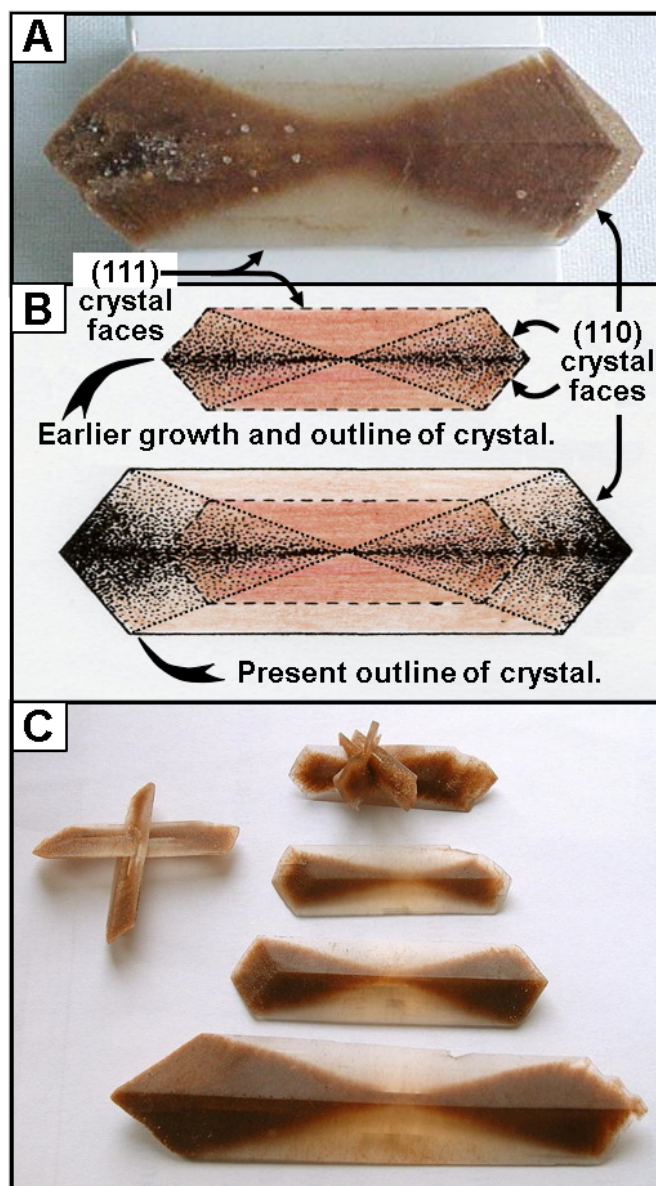 A
(111)
crystal
faces
B
(110)
crystal
faces
Earlier growth and outline of crystal.
Present outline of crystal.
C